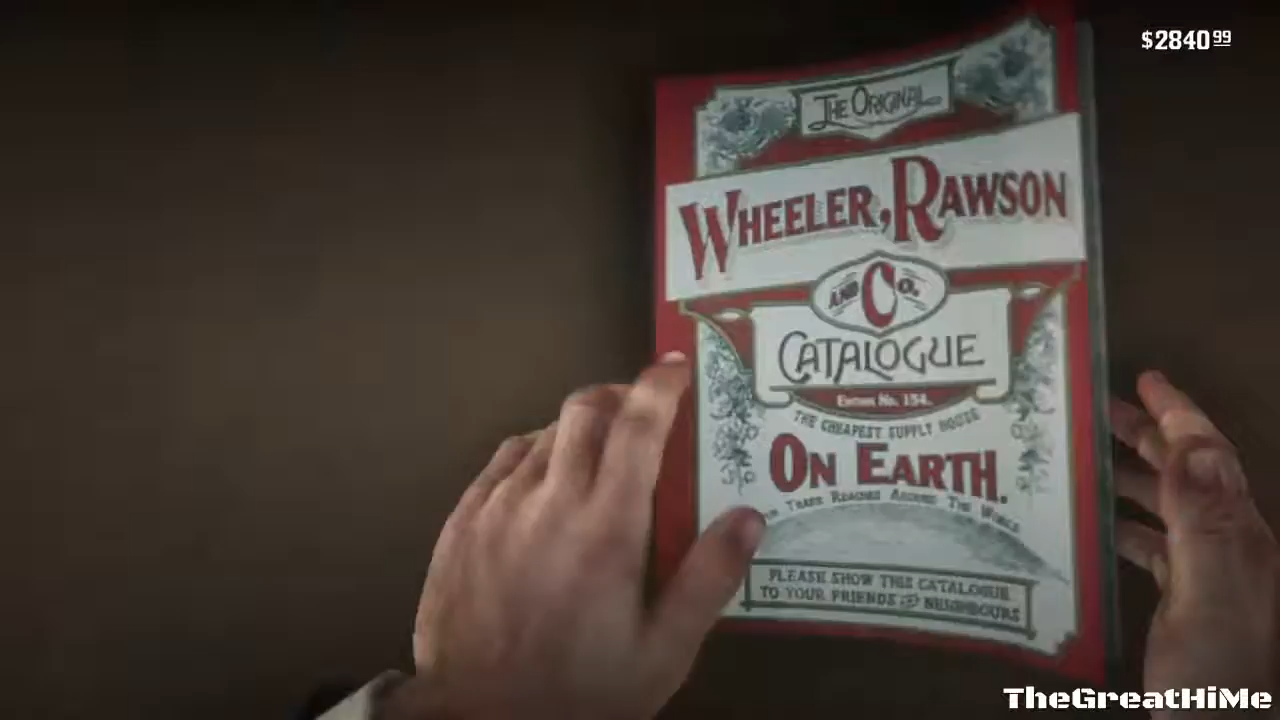 $2840 99
THE ORIGINAL
WHEELER, RAWSON
AND CO.
CATALOGUE
EDITION No. 154.
THE CHEAPEST SUPPLY HOUSE
ON EARTH.
OUR TRADE REACHES AROUND THE WORLD
PLEASE SHOW THIS CATALOGUE
TO YOUR FRIENDS AND NEIGHBOURS
TheGreatHiMe